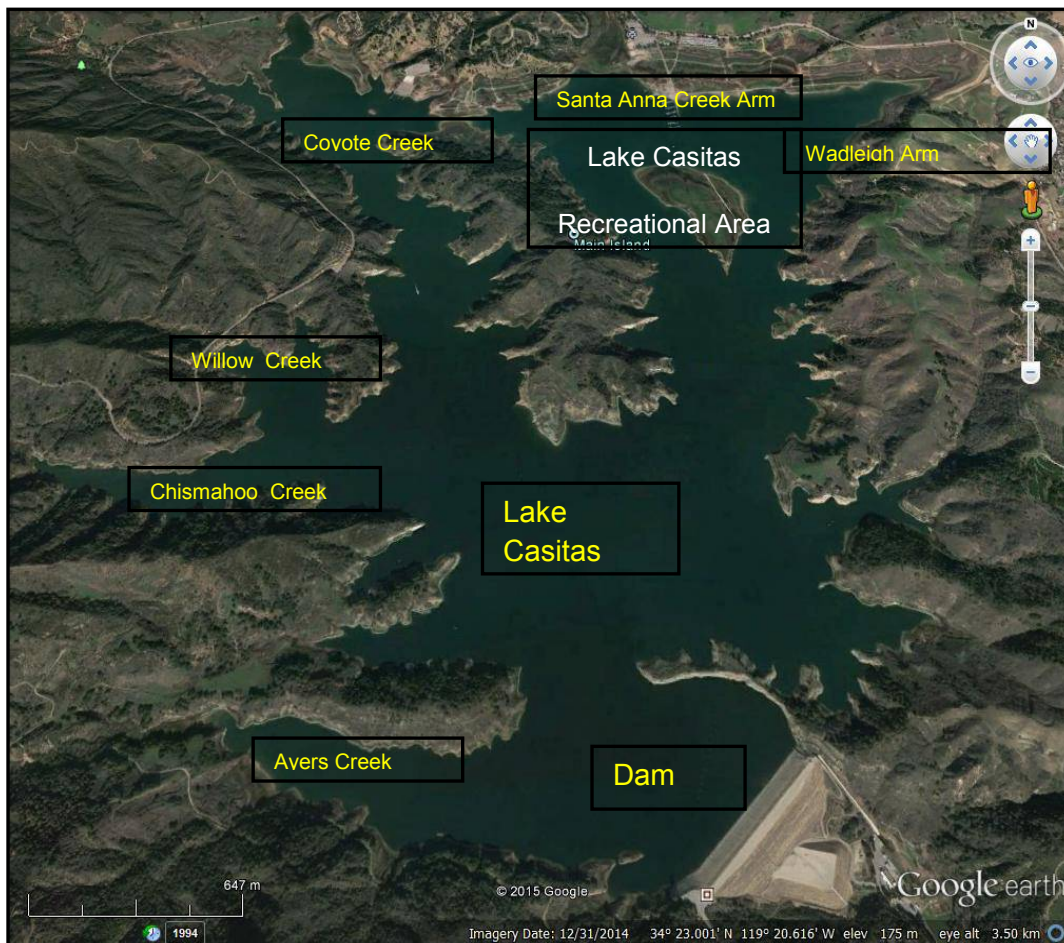 N
Santa Anna Creek Arm
Coyote Creek
Lake Casitas
Wadleigh Arm
Recreational Area
Main Island
Willow Creek
Chismahoo Creek
Lake
Casitas
Ayers Creek
Dam
647 m
© 2015 Google
Google earth
1994
Imagery Date: 12/31/2014 34° 23.001' N 119° 20.616' W elev 175 m eye alt 3.50 km